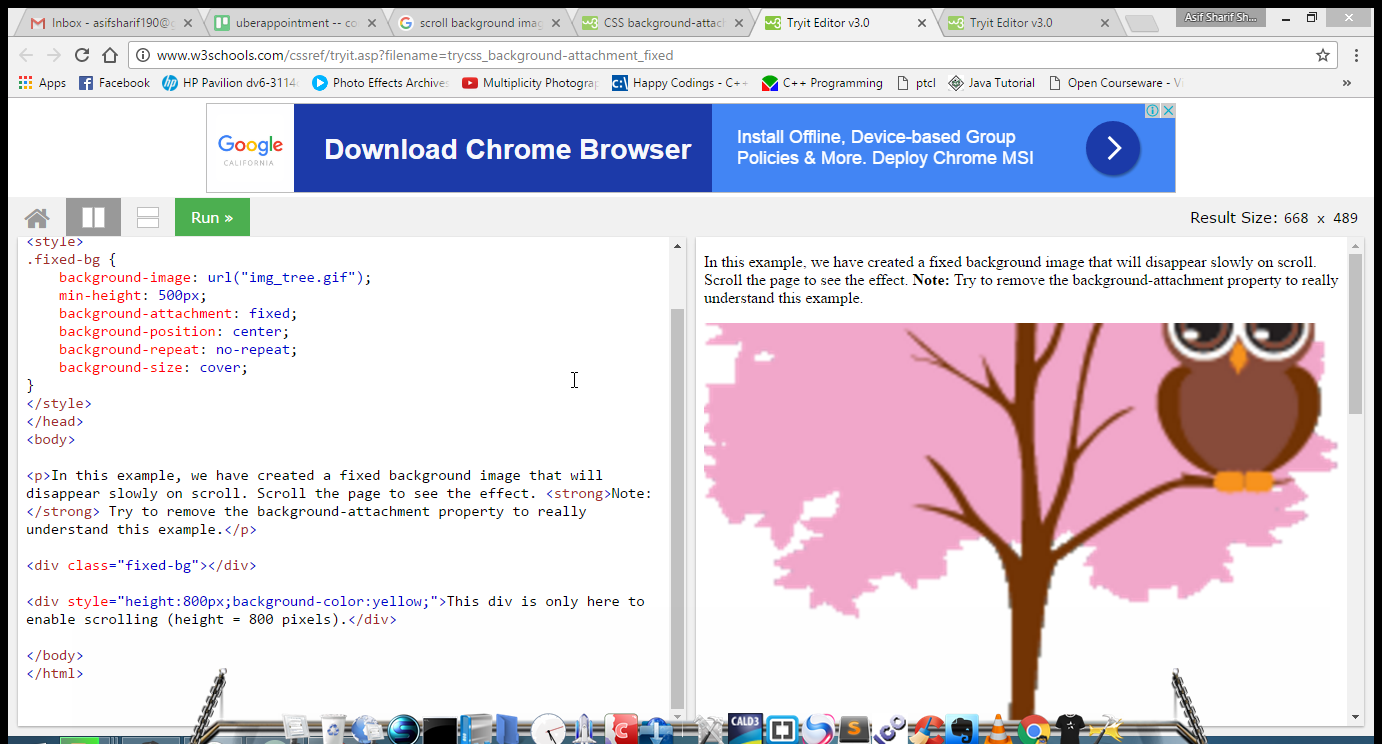 Inbox - asifsharif190@g
uberappointment -- co
scroll background imag
CSS background-attach
Tryit Editor v3.0
Tryit Editor v3.0
Asif Sharif Sh...
www.w3schools.com/cssref/tryit.asp?filename=trycss_background-attachment_fixed
Apps
Facebook
HP Pavilion dv6-3114
Photo Effects Archive
Multiplicity Photogra
Happy Codings - C++
C++ Programming
ptcl
Java Tutorial
Open Courseware - V
»
Google
CALIFORNIA
Download Chrome Browser
Install Offline, Device-based Group
Policies & More. Deploy Chrome MSI
Run »
Result Size: 668 x 489
<style>
.fixed-bg {
    background-image: url("img_tree.gif");
    min-height: 500px;
    background-attachment: fixed;
    background-position: center;
    background-repeat: no-repeat;
    background-size: cover;
}
</style>
</head>
<body>
<p>In this example, we have created a fixed background image that will
disappear slowly on scroll. Scroll the page to see the effect. <strong>Note:
</strong> Try to remove the background-attachment property to really
understand this example.</p>
<div class="fixed-bg"></div>
<div style="height:800px;background-color:yellow;">This div is only here to
enable scrolling (height = 800 pixels).</div>
</body>
</html>
In this example, we have created a fixed background image that will disappear slowly on scroll.
Scroll the page to see the effect. Note: Try to remove the background-attachment property to really
understand this example.
CALD3